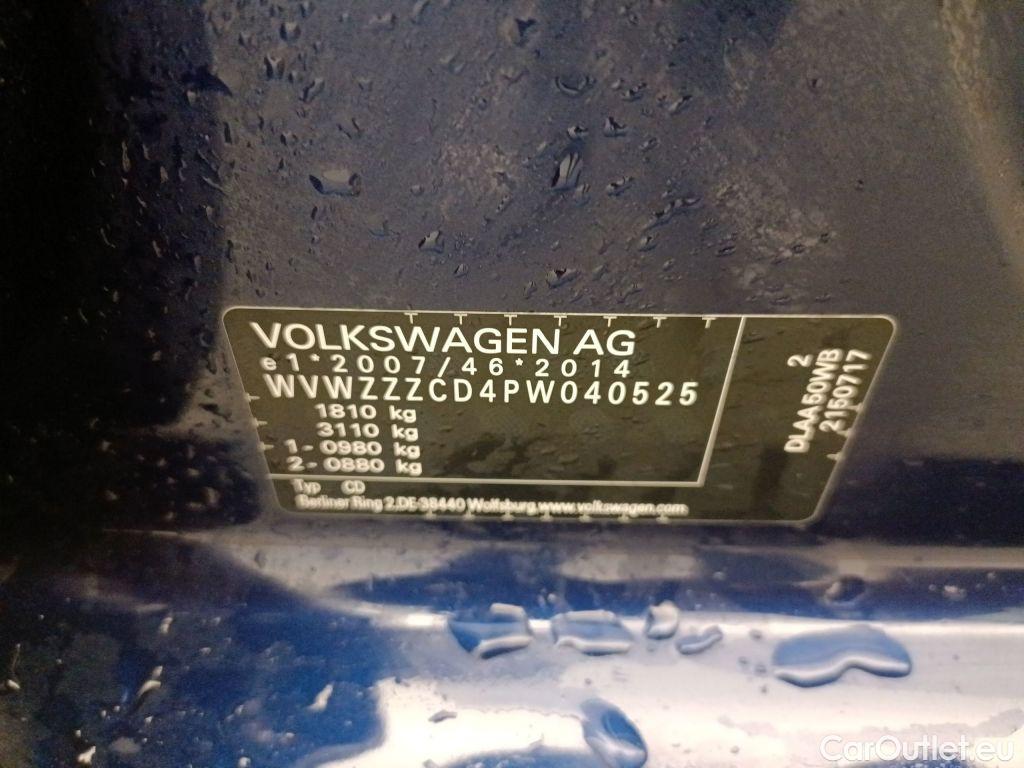 VOLKSWAGEN AG
e1*2007/46*2014
WVWZZZCD4PW040525
1810 kg
3110 kg
1- 0980 kg
2- 0880 kg
Typ CD
Berliner Ring 2,DE-38440 Wolfsburg,www.volkswagen.com
2
DLAA50WB
2150717
CarOutlet.eu